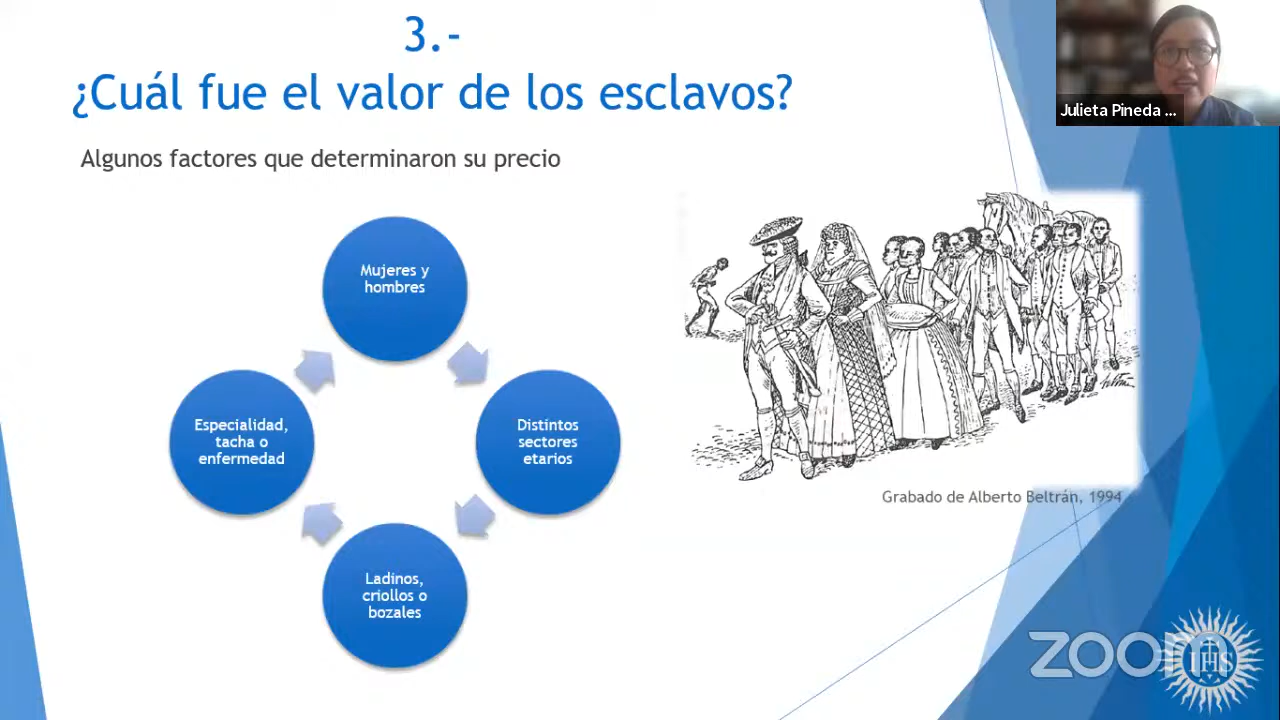 3.-
¿Cuál fue el valor de los esclavos?
Algunos factores que determinaron su precio
Mujeres y
hombres
Distintos
sectores
etarios
Ladinos,
criollos o
bozales
Especialidad,
tacha o
enfermedad
Grabado de Alberto Beltrán, 1994
Julieta Pineda ...
zoom
IHS